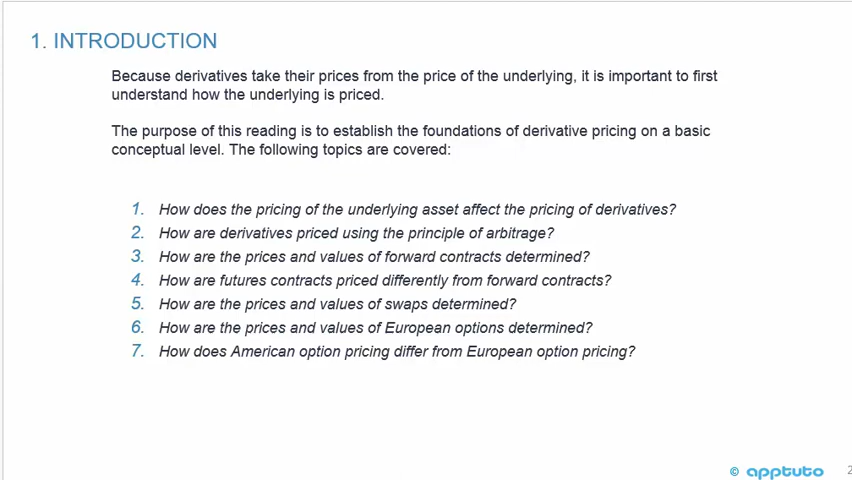 1. INTRODUCTION
Because derivatives take their prices from the price of the underlying, it is important to first
understand how the underlying is priced.
The purpose of this reading is to establish the foundations of derivative pricing on a basic
conceptual level. The following topics are covered:
1. How does the pricing of the underlying asset affect the pricing of derivatives?
2. How are derivatives priced using the principle of arbitrage?
3. How are the prices and values of forward contracts determined?
4. How are futures contracts priced differently from forward contracts?
5. How are the prices and values of swaps determined?
6. How are the prices and values of European options determined?
7. How does American option pricing differ from European option pricing?
© apptuto 2